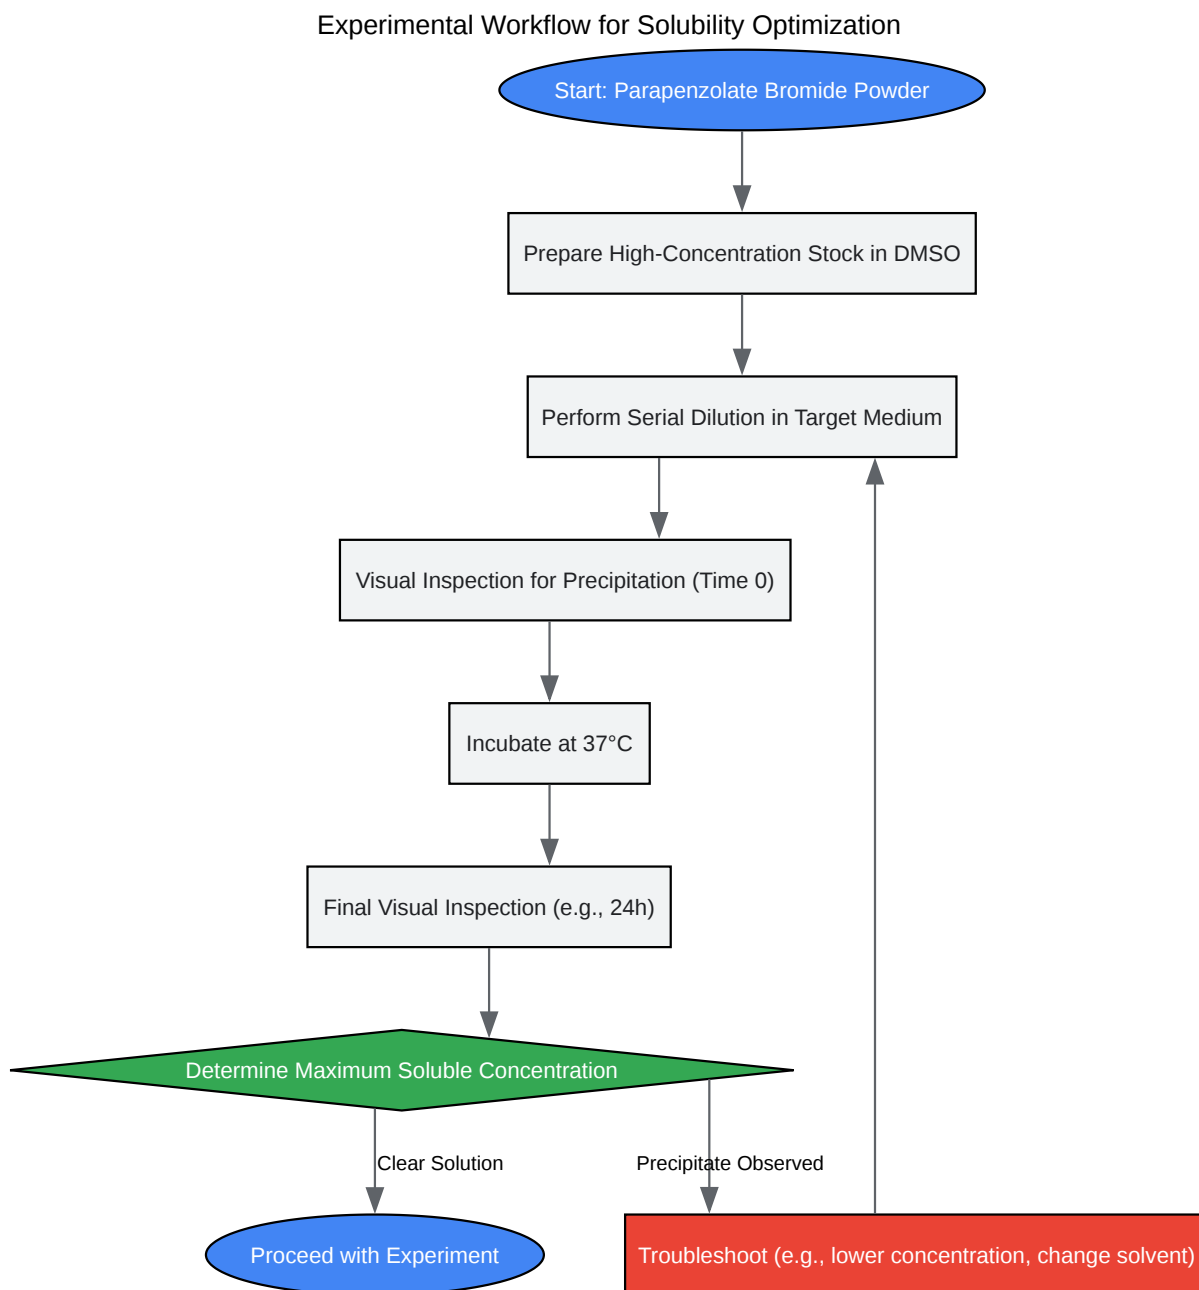 Experimental Workflow for Solubility Optimization
Start: Parapenzolate Bromide Powder
Prepare High-Concentration Stock in DMSO
Perform Serial Dilution in Target Medium
Visual Inspection for Precipitation (Time 0)
Incubate at 37°C
Final Visual Inspection (e.g., 24h)
Determine Maximum Soluble Concentration
Clear Solution
Precipitate Observed
Proceed with Experiment
Troubleshoot (e.g., lower concentration, change solvent)